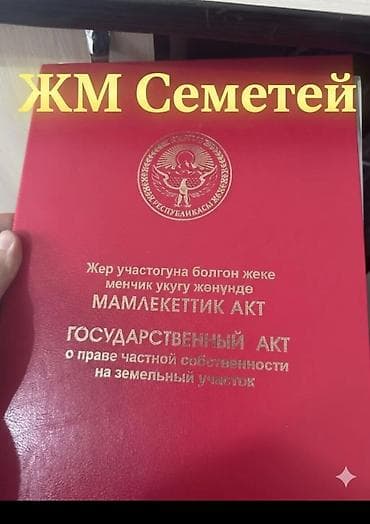 ЖМ Семетей
РЕСПУБЛИКАСЫ
Жер участогуна болгон жеке
менчик укугу жөнүндө
МАМЛЕКЕТТИК АКТ
ГОСУДАРСТВЕННЫЙ АКТ
о праве частной собственности
на земельный участок